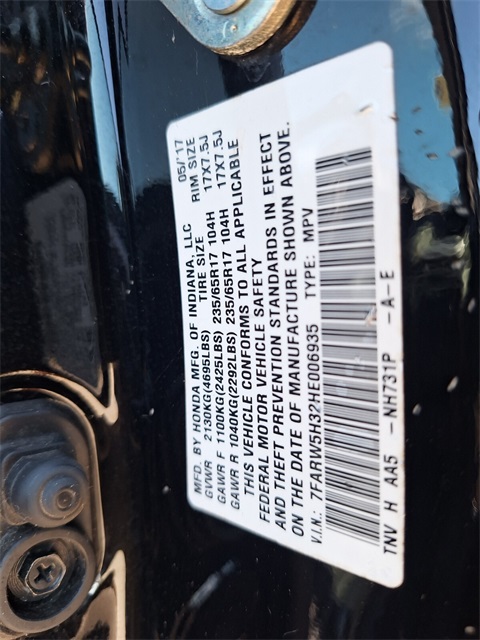 MFD. BY HONDA MFG. OF INDIANA, LLC 05/'17
GVWR 2130KG(4695LBS) TIRE SIZE RIM SIZE
GAWR F 1100KG(2425LBS) 235/65R17 104H 17X7.5J
GAWR R 1040KG(2292LBS) 235/65R17 104H 17X7.5J
THIS VEHICLE CONFORMS TO ALL APPLICABLE
FEDERAL MOTOR VEHICLE SAFETY
AND THEFT PREVENTION STANDARDS IN EFFECT
ON THE DATE OF MANUFACTURE SHOWN ABOVE.
V.I.N.: 7FARW5H32HE006935 TYPE: MPV
TNV H AA5 -NH731P -A-E